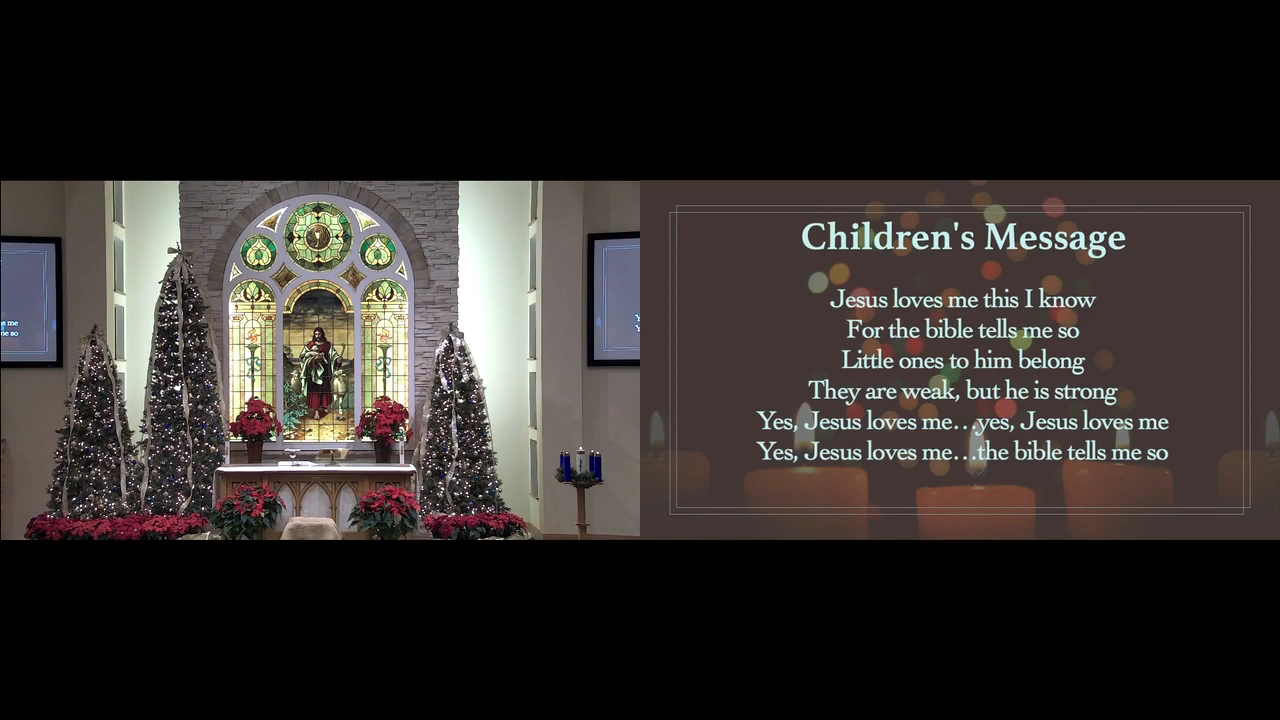 Children's Message
Jesus loves me this I know
For the bible tells me so
Little ones to him belong
They are weak, but he is strong
Yes, Jesus loves me…yes, Jesus loves me
Yes, Jesus loves me…the bible tells me so